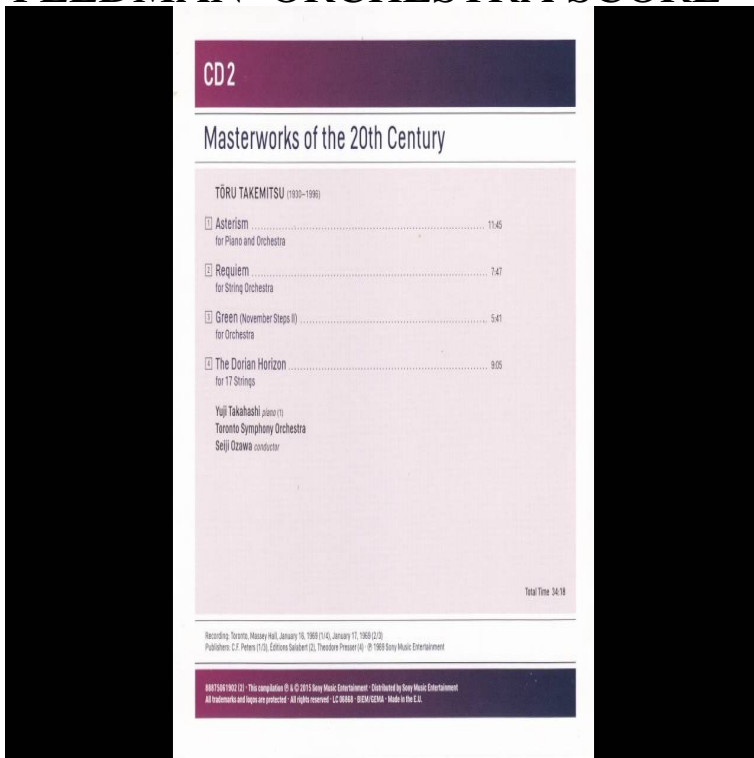 FELDMAN ORCHESTRA SCORE
CD 2
Masterworks of the 20th Century
TŌRU TAKEMITSU (1930–1996)
1 Asterism ........ 11:45
for Piano and Orchestra
2 Requiem ........ 7:47
for String Orchestra
3 Green (November Steps II) ........ 5:41
for Orchestra
4 The Dorian Horizon ........ 9:05
for 17 Strings
Yuji Takahashi piano (1)
Toronto Symphony Orchestra
Seiji Ozawa conductor
Total Time 34:18
Recording: Toronto, Massey Hall, January 16, 1969 (1/4), January 17, 1969 (2/3)
Publishers: C.F. Peters (1/3), Éditions Salabert (2), Theodore Presser (4) · ℗ 1969 Sony Music Entertainment
88875061902 (2) · This compilation ℗ & © 2015 Sony Music Entertainment · Distributed by Sony Music Entertainment
All trademarks and logos are protected · All rights reserved · LC 06868 · BIEM/GEMA · Made in the E.U.